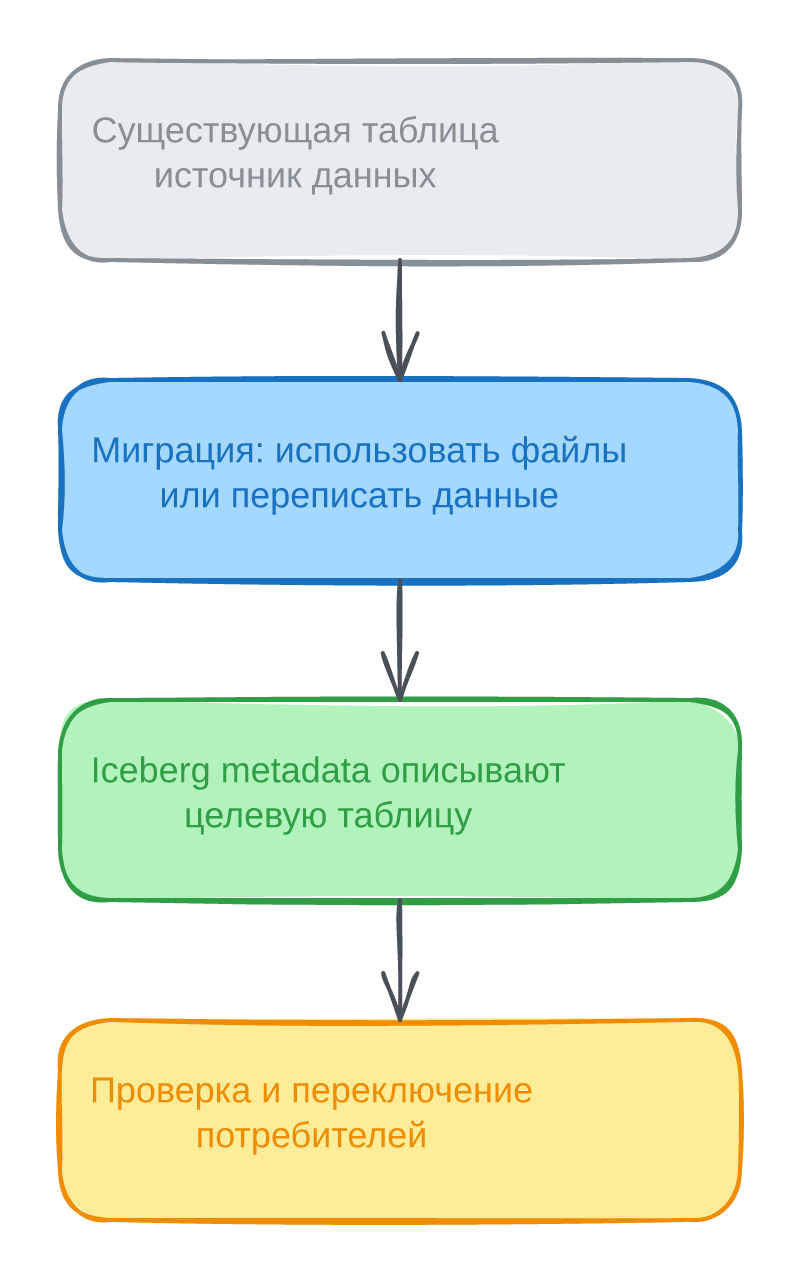 Существующая таблица
источник данных
Миграция: использовать файлы
или переписать данные
Iceberg metadata описывают
целевую таблицу
Проверка и переключение
потребителей